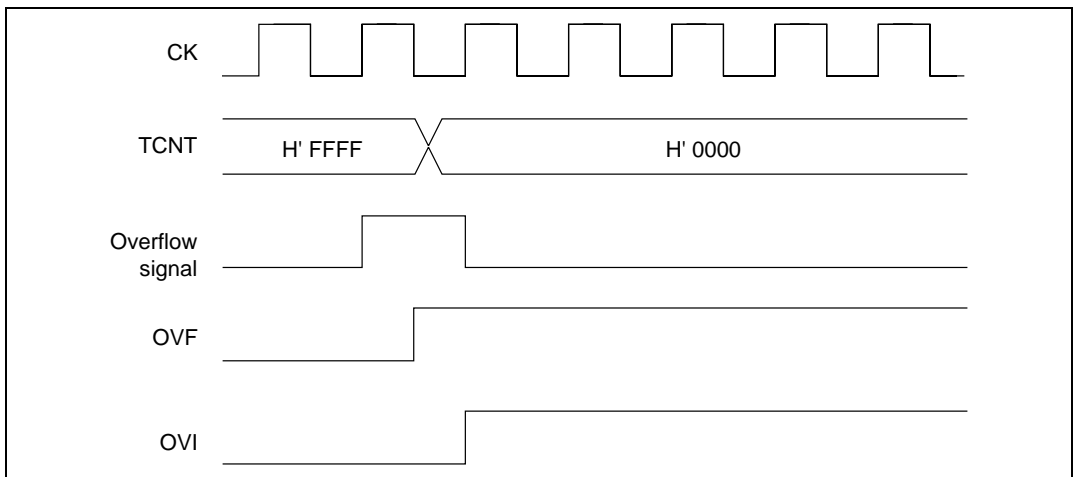 CK
TCNT
H' FFFF
H' 0000
Overflow
signal
OVF
OVI